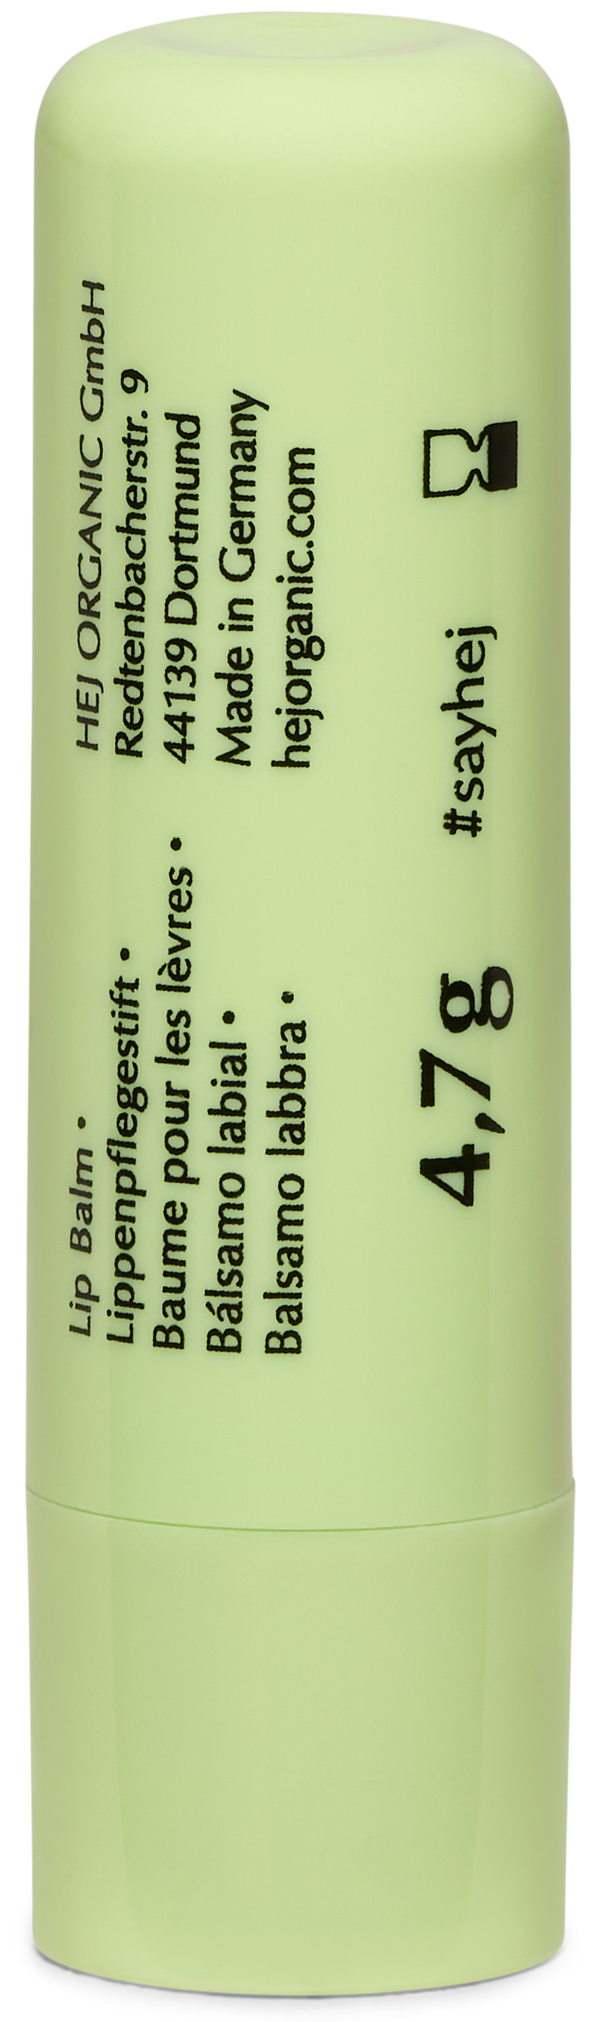 Lip Balm •
Lippenpflegestift •
Baume pour les lèvres •
Bálsamo labial •
Balsamo labbra •
HEJ ORGANIC GmbH
Redtenbacherstr. 9
44139 Dortmund
Made in Germany
hejorganic.com
4,7g
#sayhej